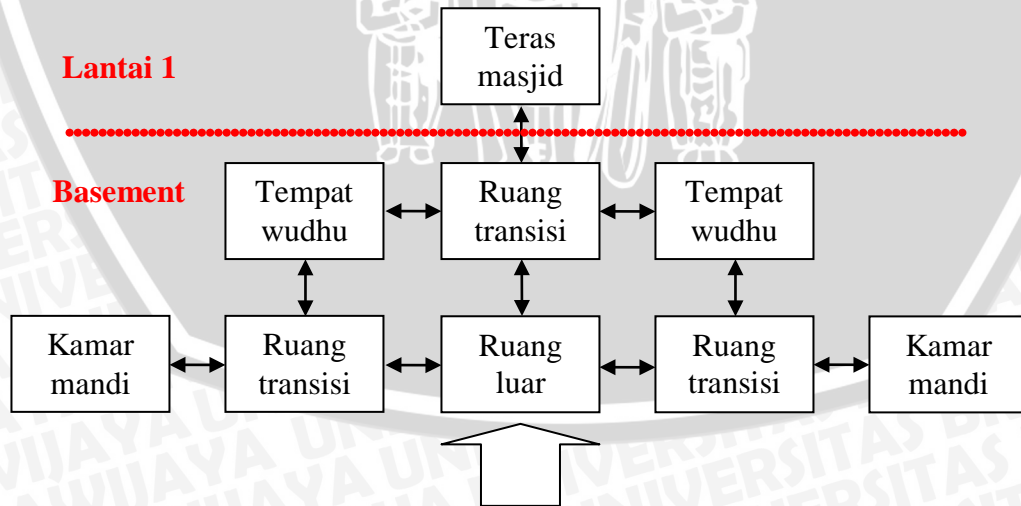 Teras
masjid
Lantai 1
Basement
Tempat
wudhu
Ruang
transisi
Tempat
wudhu
Kamar
mandi
Ruang
transisi
Ruang
luar
Ruang
transisi
Kamar
mandi